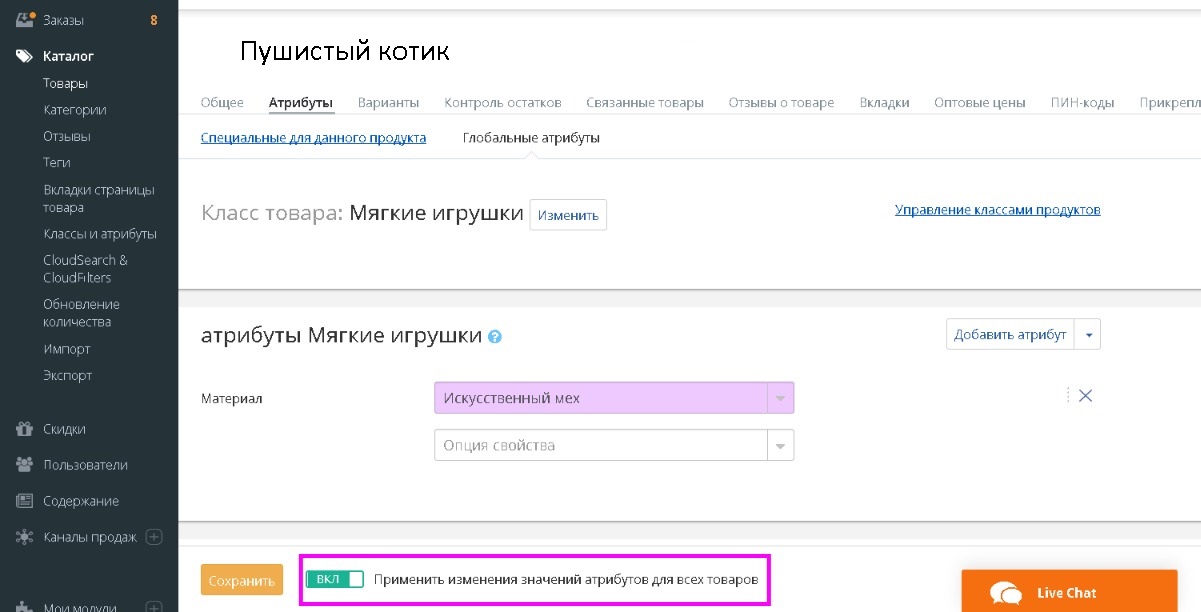 Заказы 8
Каталог
Товары
Категории
Отзывы
Теги
Вкладки страницы
товара
Классы и атрибуты
CloudSearch &
CloudFilters
Обновление
количества
Импорт
Экспорт
Скидки
Пользователи
Содержание
Каналы продаж
Мои модули
Пушистый котик
Общее Атрибуты Варианты Контроль остатков Связанные товары Отзывы о товаре Вкладки Оптовые цены ПИН-коды Прикрепл
Специальные для данного продукта Глобальные атрибуты
Класс товара: Мягкие игрушки Изменить Управление классами продуктов
атрибуты Мягкие игрушки ? Добавить атрибут
Материал Искусственный мех
Опция свойства
Сохранить ВКЛ Применить изменения значений атрибутов для всех товаров
Live Chat